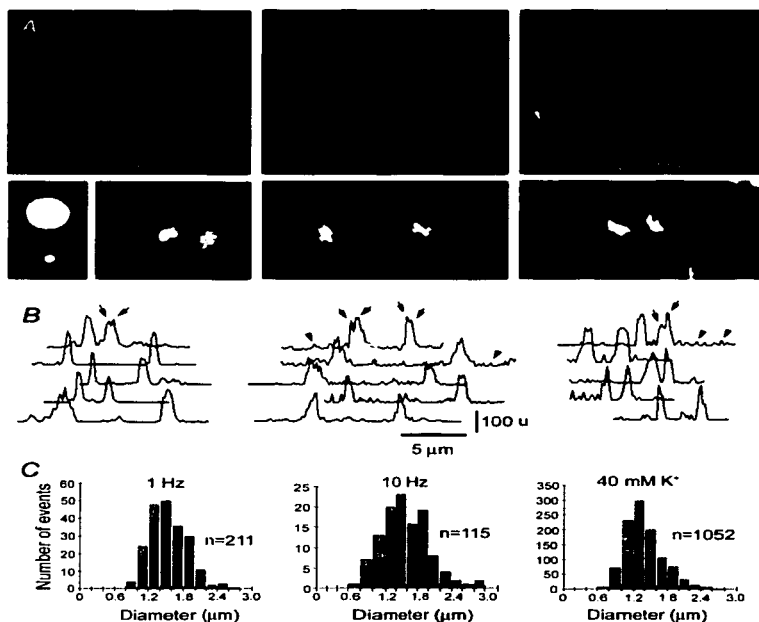 A
B
100 u
5 µm
C
1 Hz
10 Hz
40 mM K⁺
Number of events
60
50
40
30
20
10
0
n=211
0 0.6 1.2 1.8 2.4 3.0
Diameter (µm)
25
20
15
10
5
0
n=115
0 0.6 1.2 1.8 2.4 3.0
Diameter (µm)
350
300
250
200
150
100
50
0
n=1052
0 0.6 1.2 1.8 2.4 3.0
Diameter (µm)